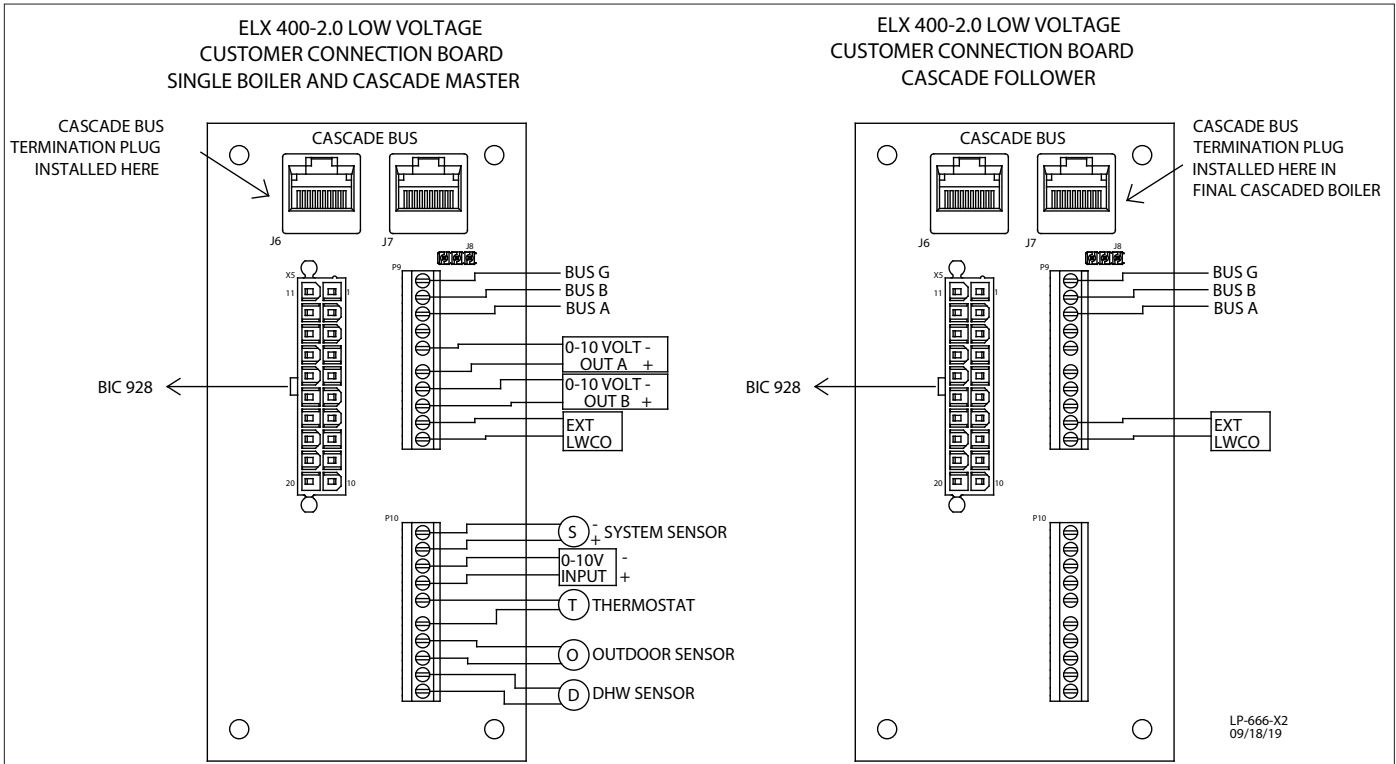 ELX 400-2.0 LOW VOLTAGE
CUSTOMER CONNECTION BOARD
SINGLE BOILER AND CASCADE MASTER
CASCADE BUS
TERMINATION PLUG
INSTALLED HERE
CASCADE BUS
J6
J7
J8
X5
P9
11
1
BUS G
BUS B
BUS A
0-10 VOLT -
OUT A +
0-10 VOLT -
OUT B +
EXT
LWCO
BIC 928
20
10
P10
S
-
+
SYSTEM SENSOR
0-10V -
INPUT +
T
THERMOSTAT
O
OUTDOOR SENSOR
D
DHW SENSOR
ELX 400-2.0 LOW VOLTAGE
CUSTOMER CONNECTION BOARD
CASCADE FOLLOWER
CASCADE BUS
CASCADE BUS
TERMINATION PLUG
INSTALLED HERE IN
FINAL CASCADED BOILER
J6
J7
J8
X5
P9
11
1
BUS G
BUS B
BUS A
BIC 928
EXT
LWCO
20
10
P10
LP-666-X2
09/18/19